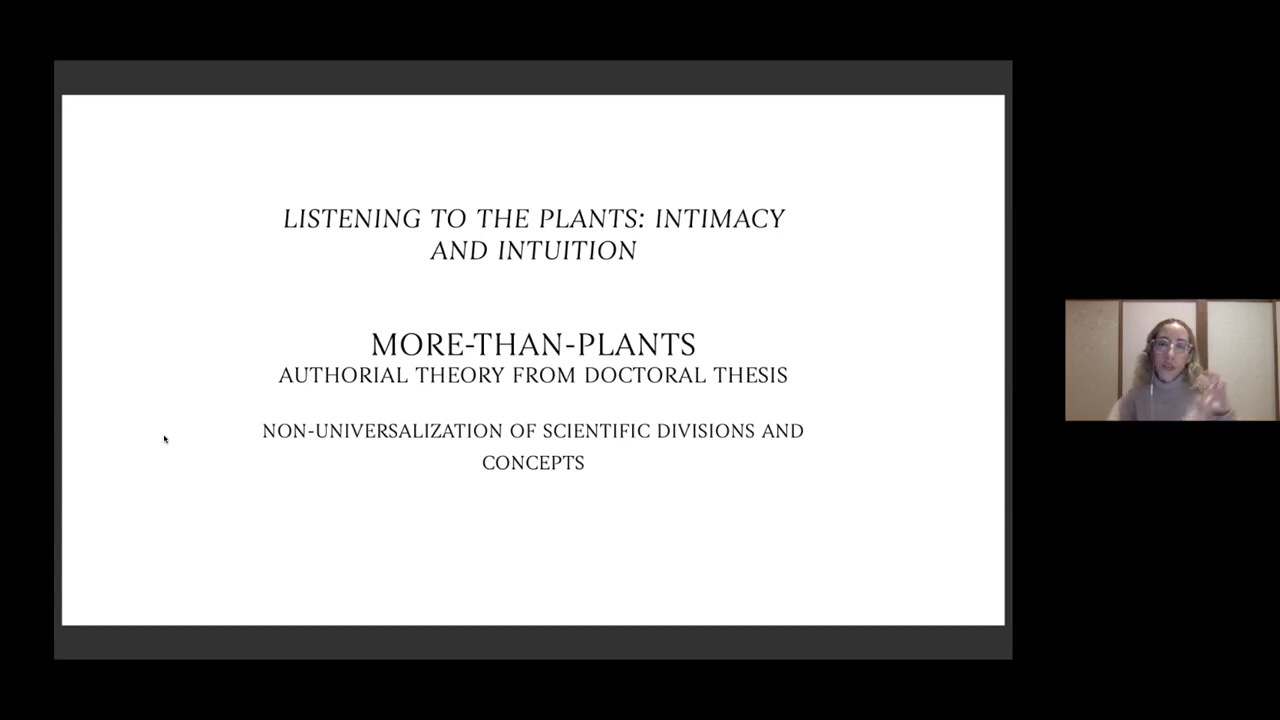 LISTENING TO THE PLANTS: INTIMACY
AND INTUITION
MORE-THAN-PLANTS
AUTHORIAL THEORY FROM DOCTORAL THESIS
NON-UNIVERSALIZATION OF SCIENTIFIC DIVISIONS AND
CONCEPTS